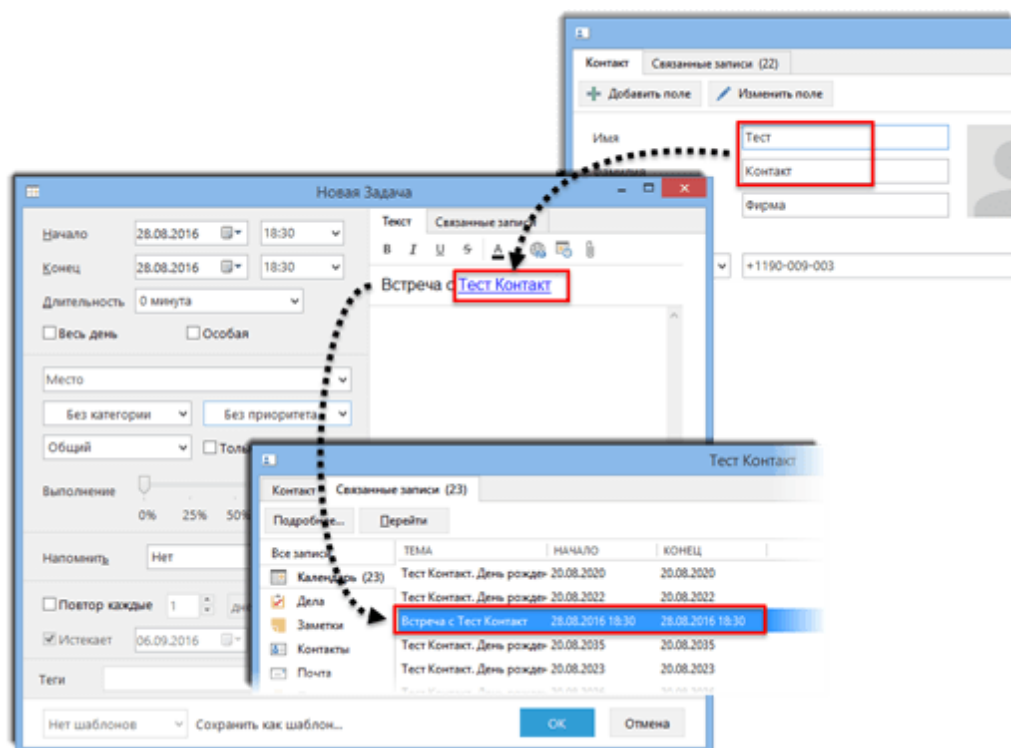 Контакт Связанные записи (22)
Добавить поле Изменить поле
Имя Тест
Фамилия Контакт
Фирма
+1190-009-003
Новая Задача
Начало 28.08.2016 18:30
Конец 28.08.2016 18:30
Длительность 0 минута
Весь день Особая
Место
Без категории Без приоритета
Общий
Выполнение
0% 25% 50%
Напомнить Нет
Повтор каждые 1
Истекает 06.09.2016
Теги
Нет шаблонов Сохранить как шаблон... ОК Отмена
Текст Связанные записи
B I U S A
Встреча с Тест Контакт
Тест Контакт
Контакт Связанные записи (23)
Подробнее... Перейти
Все записи
Календарь (23)
Дела
Заметки
Контакты
Почта
ТЕМА НАЧАЛО КОНЕЦ
Тест Контакт. День рожден 20.08.2020 20.08.2020
Тест Контакт. День рожден 20.08.2022 20.08.2022
Встреча с Тест Контакт 28.08.2016 18:30 28.08.2016 18:30
Тест Контакт. День рожден 20.08.2035 20.08.2035
Тест Контакт. День рожден 20.08.2023 20.08.2023